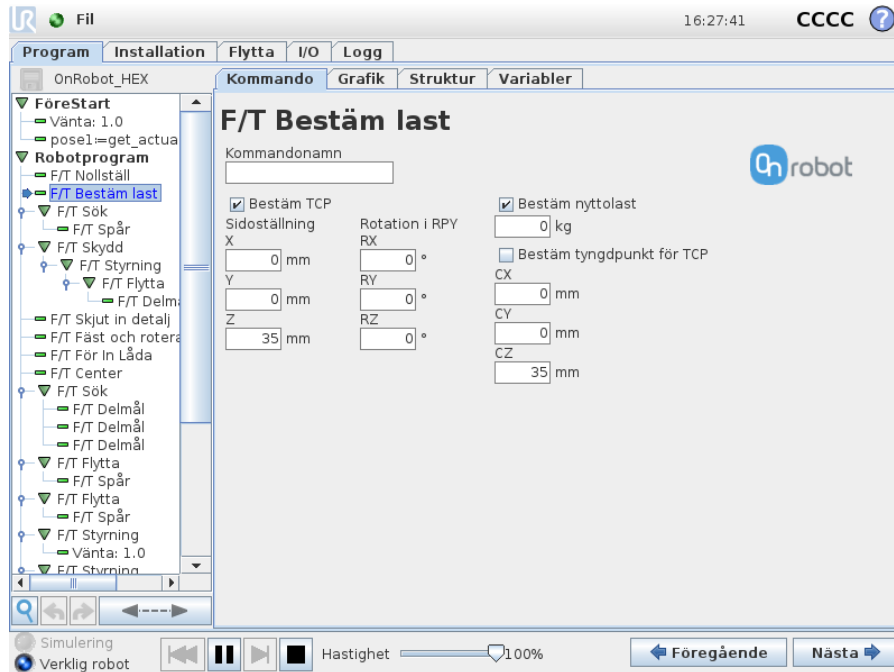 Fil
16:27:41
CCCC
?
Program Installation Flytta I/O Logg
OnRobot_HEX
Kommando Grafik Struktur Variabler
FöreStart
Vänta: 1.0
pose1≔get_actua
Robotprogram
F/T Nollställ
F/T Bestäm last
F/T Sök
F/T Spår
F/T Skydd
F/T Styrning
F/T Flytta
F/T Delm
F/T Skjut in detalj
F/T Fäst och rotera
F/T För In Låda
F/T Center
F/T Sök
F/T Delmål
F/T Delmål
F/T Delmål
F/T Flytta
F/T Spår
F/T Flytta
F/T Spår
F/T Styrning
Vänta: 1.0
F/T Styrning
F/T Bestäm last
Kommandonamn
On robot
Bestäm TCP
Sidoställning Rotation i RPY
X RX
0 mm 0 °
Y RY
0 mm 0 °
Z RZ
35 mm 0 °
Bestäm nyttolast
0 kg
Bestäm tyngdpunkt för TCP
CX
0 mm
CY
0 mm
CZ
35 mm
Simulering
Verklig robot
Hastighet 100%
Föregående Nästa